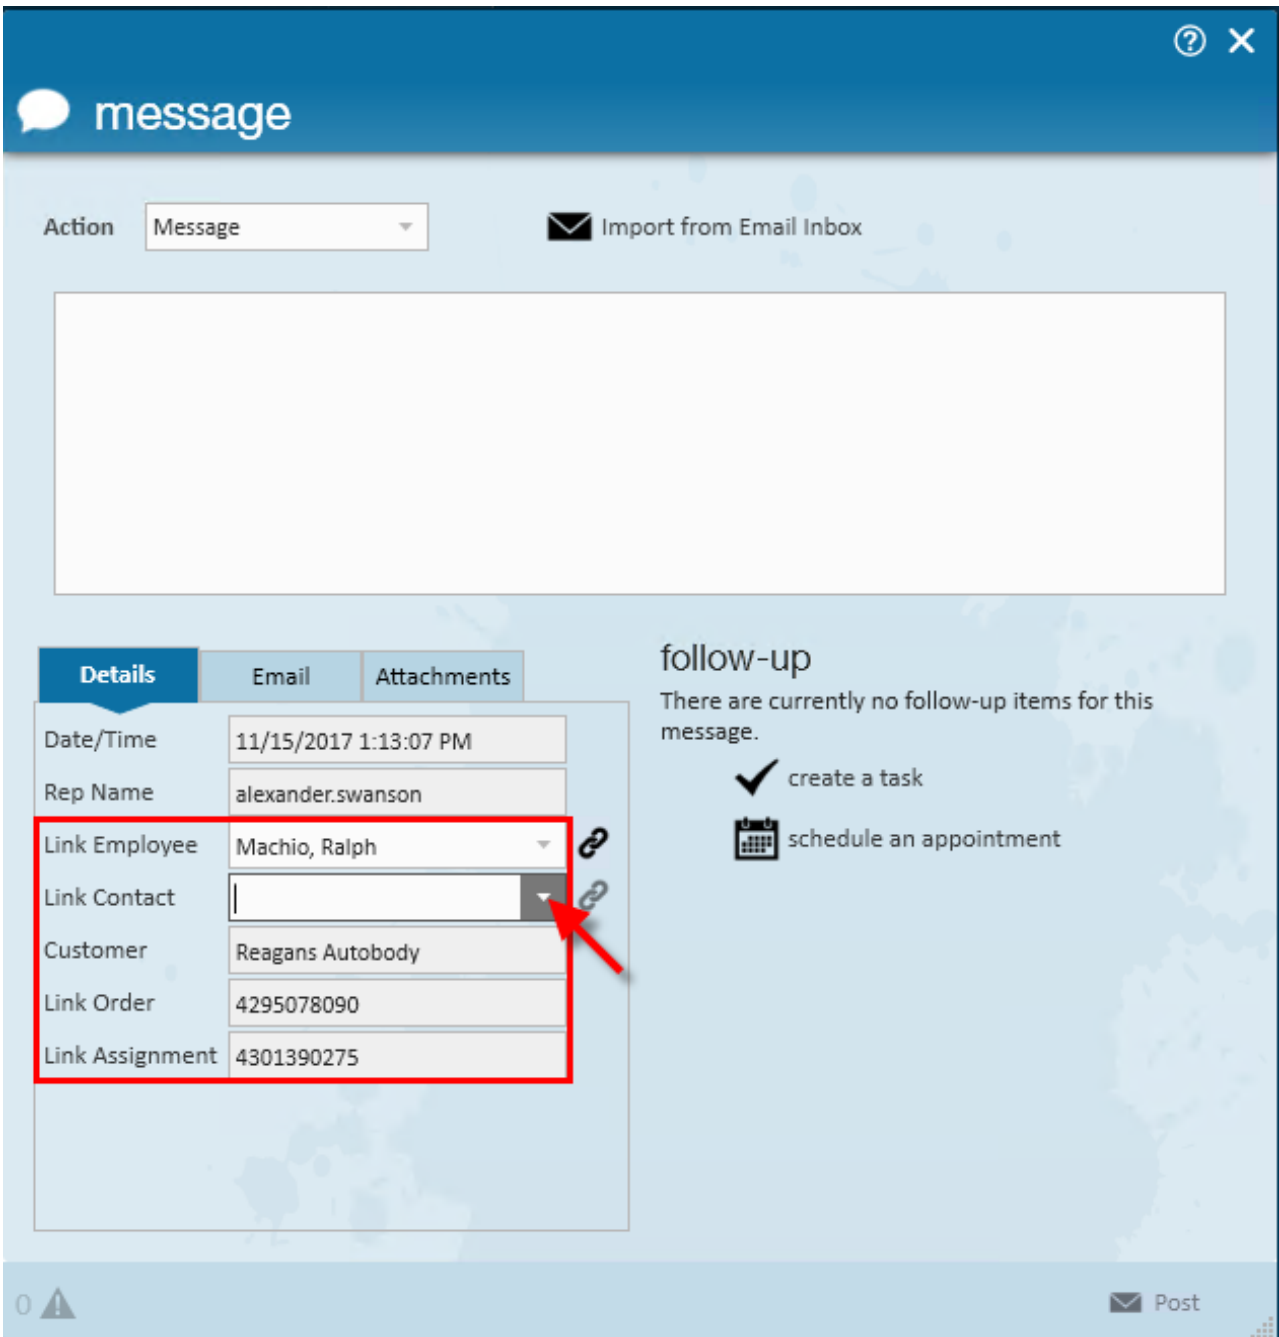 message
Action Message Import from Email Inbox
Details Email Attachments
Date/Time 11/15/2017 1:13:07 PM
Rep Name alexander.swanson
Link Employee Machio, Ralph
Link Contact
Customer Reagans Autobody
Link Order 4295078090
Link Assignment 4301390275
follow-up
There are currently no follow-up items for this
message.
create a task
schedule an appointment
0 Post